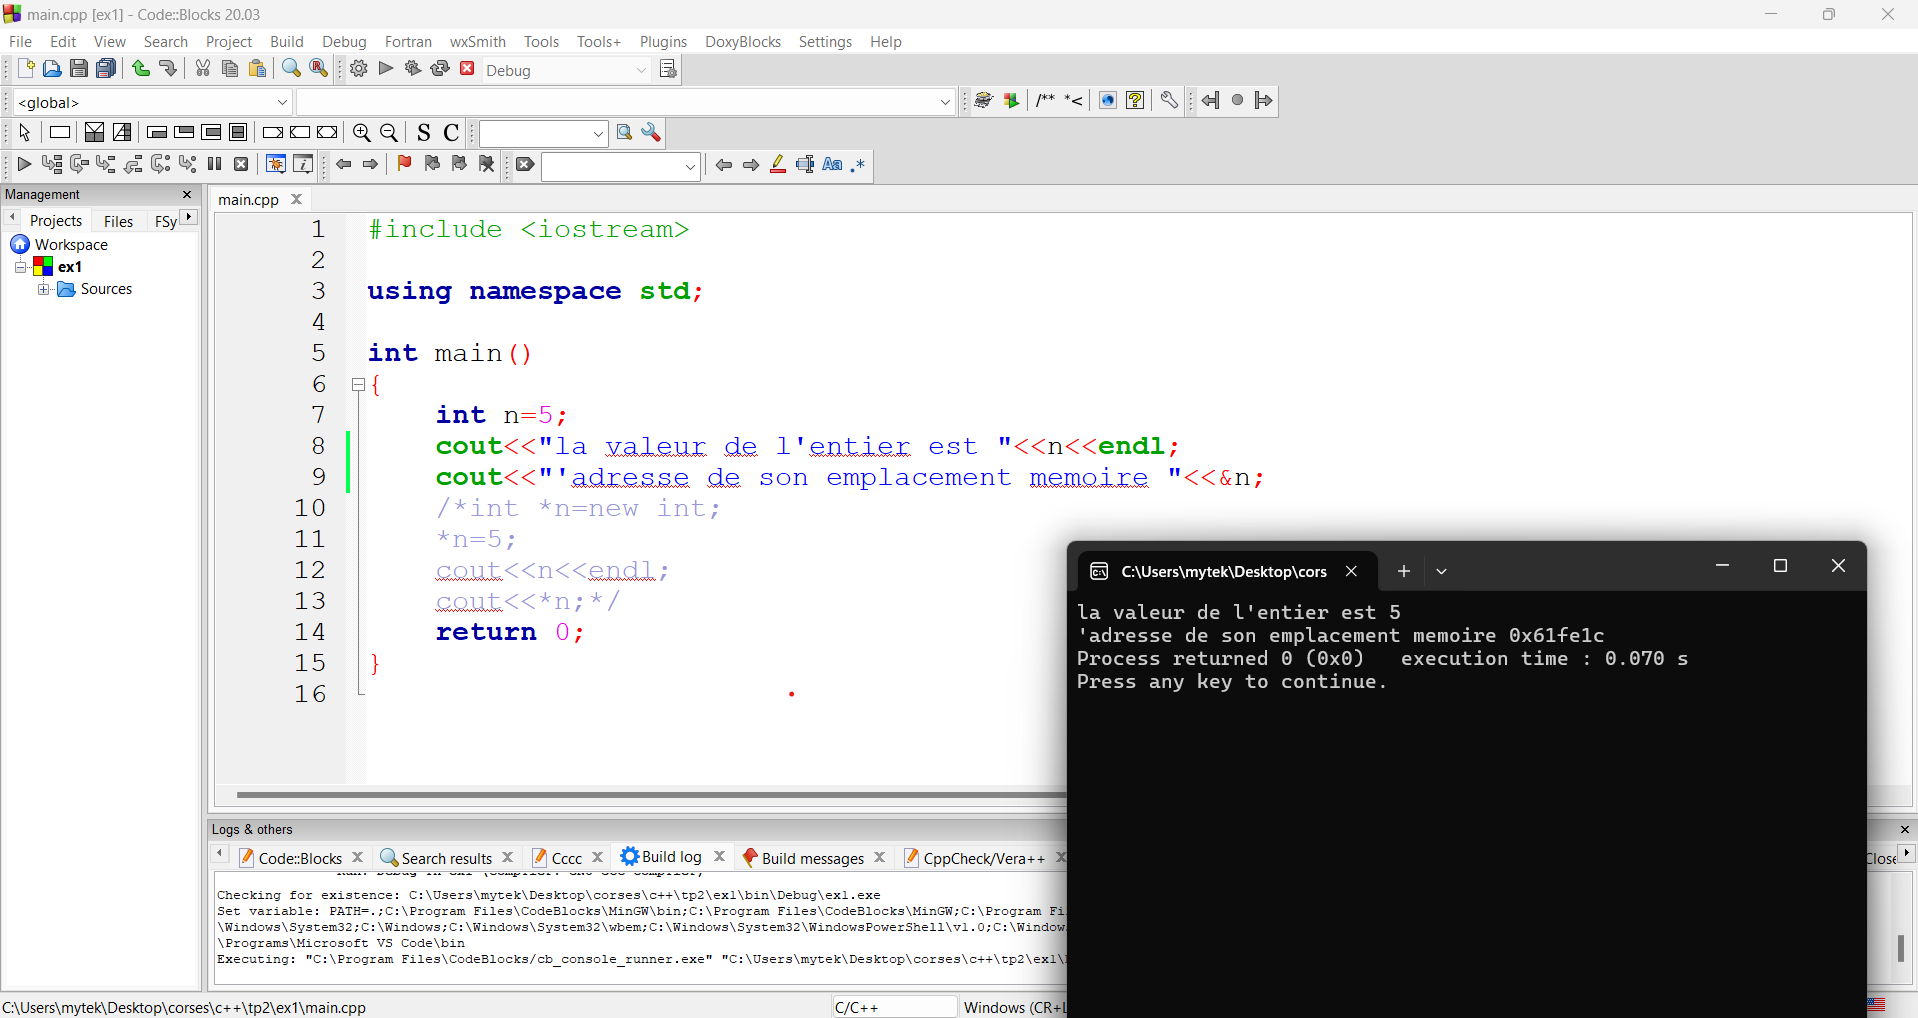 main.cpp [ex1] - Code::Blocks 20.03
File Edit View Search Project Build Debug Fortran wxSmith Tools Tools+ Plugins DoxyBlocks Settings Help
Debug
<global>
/** *<
S C
Aa .*
Management
main.cpp
Projects Files FSy
Workspace
ex1
Sources
1 #include <iostream>
2
3 using namespace std;
4
5 int main()
6 {
7 int n=5;
8 cout<<"la valeur de l'entier est "<<n<<endl;
9 cout<<"'adresse de son emplacement memoire "<<&n;
10 /*int *n=new int;
11 *n=5;
12 cout<<n<<endl;
13 cout<<*n;*/
14 return 0;
15 }
16
C:\Users\mytek\Desktop\cors
la valeur de l'entier est 5
'adresse de son emplacement memoire 0x61fe1c
Process returned 0 (0x0) execution time : 0.070 s
Press any key to continue.
Logs & others
Code::Blocks Search results Cccc Build log Build messages CppCheck/Vera++ Close
Checking for existence: C:\Users\mytek\Desktop\corses\c++\tp2\ex1\bin\Debug\ex1.exe
Set variable: PATH=.;C:\Program Files\CodeBlocks\MinGW\bin;C:\Program Files\CodeBlocks\MinGW;C:\Program Fi
\Windows\System32;C:\Windows;C:\Windows\System32\wbem;C:\Windows\System32\WindowsPowerShell\v1.0;C:\Window
\Programs\Microsoft VS Code\bin
Executing: "C:\Program Files\CodeBlocks/cb_console_runner.exe" "C:\Users\mytek\Desktop\corses\c++\tp2\ex1\
C:\Users\mytek\Desktop\corses\c++\tp2\ex1\main.cpp
C/C++
Windows (CR+L